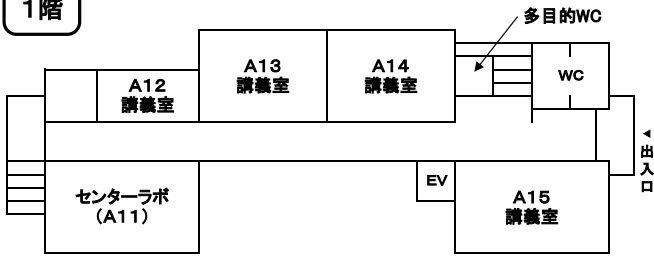 1階
多目的WC
A12
講義室
A13
講義室
A14
講義室
WC
◀出入口
センターラボ
(A11)
EV
A15
講義室